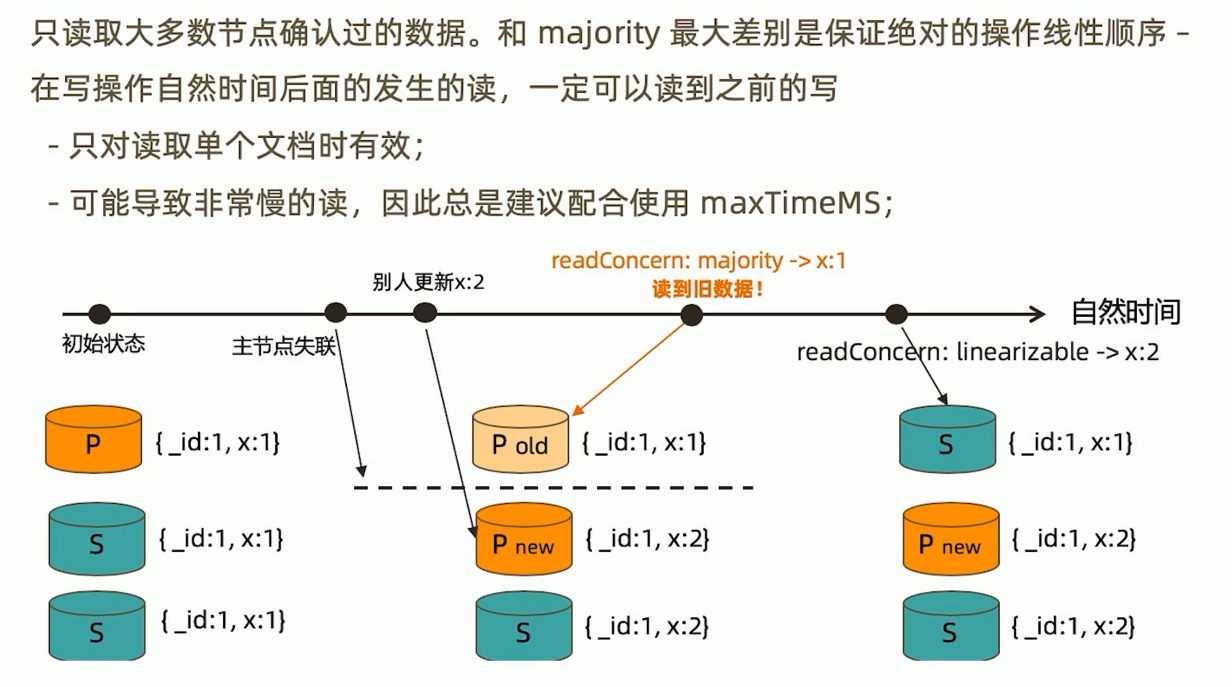 只读取大多数节点确认过的数据。和 majority 最大差别是保证绝对的操作线性顺序 –
在写操作自然时间后面的发生的读，一定可以读到之前的写
– 只对读取单个文档时有效；
– 可能导致非常慢的读，因此总是建议配合使用 maxTimeMS；
readConcern: majority -> x:1
别人更新x:2
读到旧数据！
自然时间
初始状态
主节点失联
readConcern: linearizable -> x:2
P { _id:1, x:1}
P old { _id:1, x:1}
S { _id:1, x:1}
S { _id:1, x:1}
P new { _id:1, x:2}
P new { _id:1, x:2}
S { _id:1, x:1}
S { _id:1, x:2}
S { _id:1, x:2}